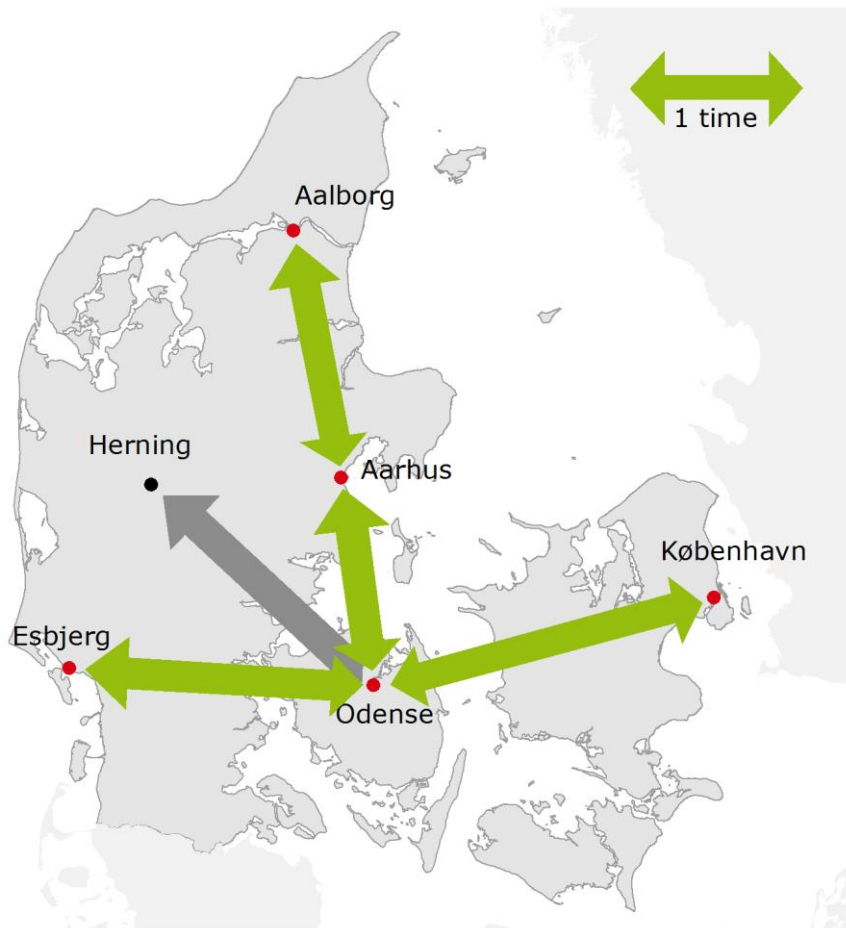 1 time
Aalborg
Herning
Aarhus
København
Esbjerg
Odense